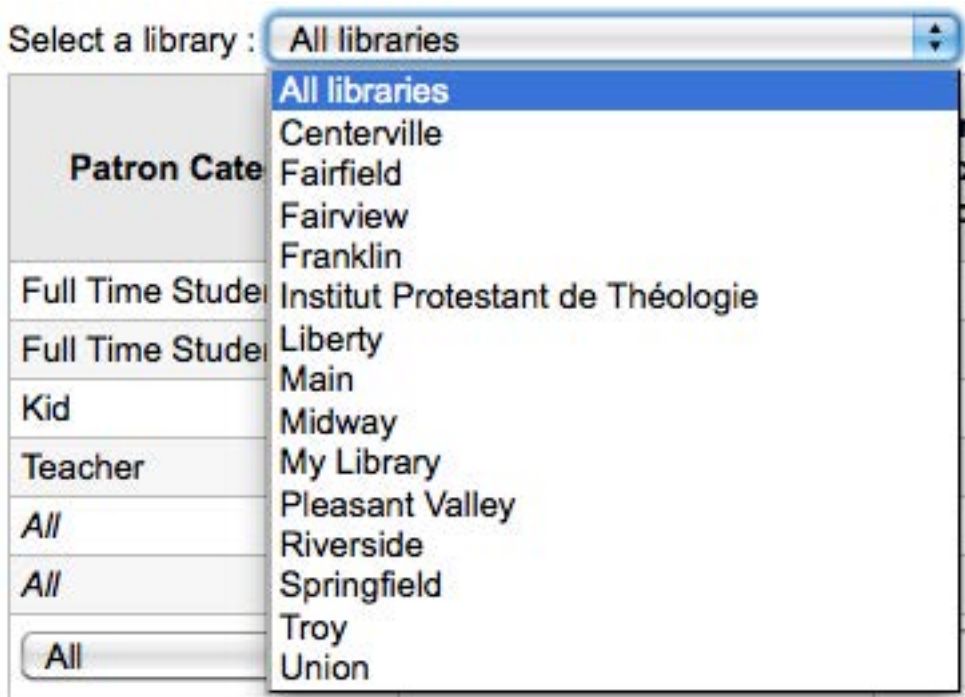 Select a library : All libraries
All libraries
Centerville
Patron Cate
Fairfield
Fairview
Franklin
Full Time Stude
Institut Protestant de Théologie
Liberty
Full Time Stude
Main
Kid
Midway
My Library
Teacher
Pleasant Valley
All
Riverside
Springfield
All
Troy
All
Union